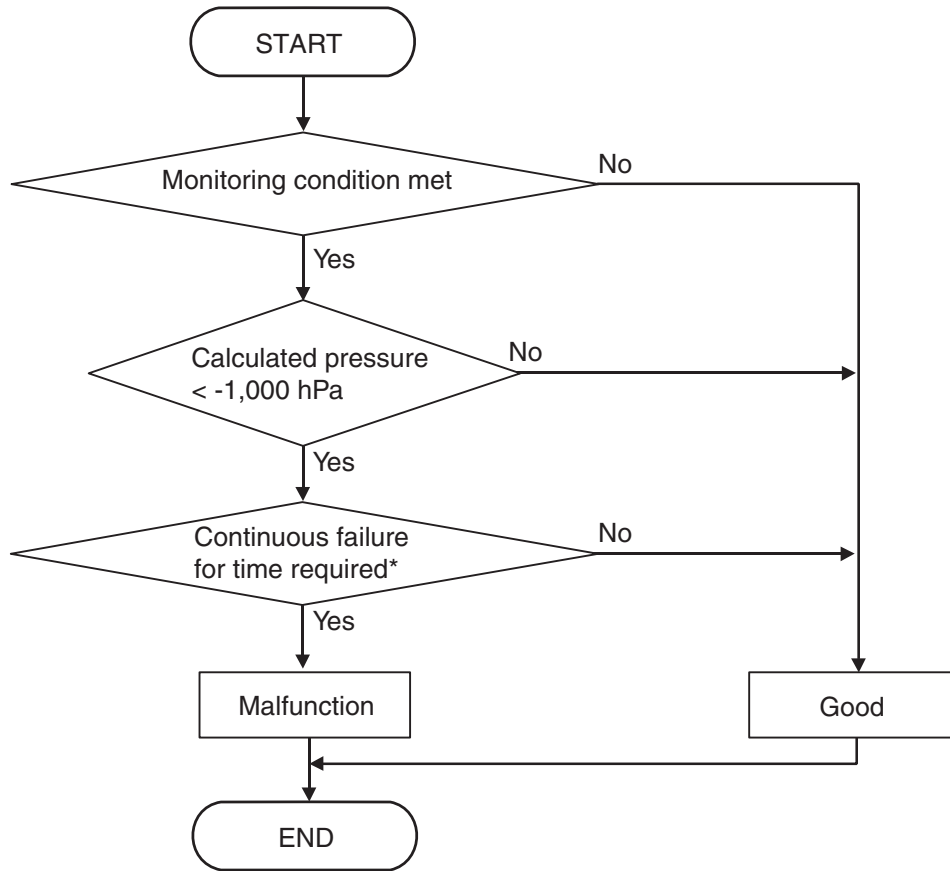 START
Monitoring condition met
No
Yes
Calculated pressure
< -1,000 hPa
No
Yes
Continuous failure
for time required*
No
Yes
Malfunction
Good
END